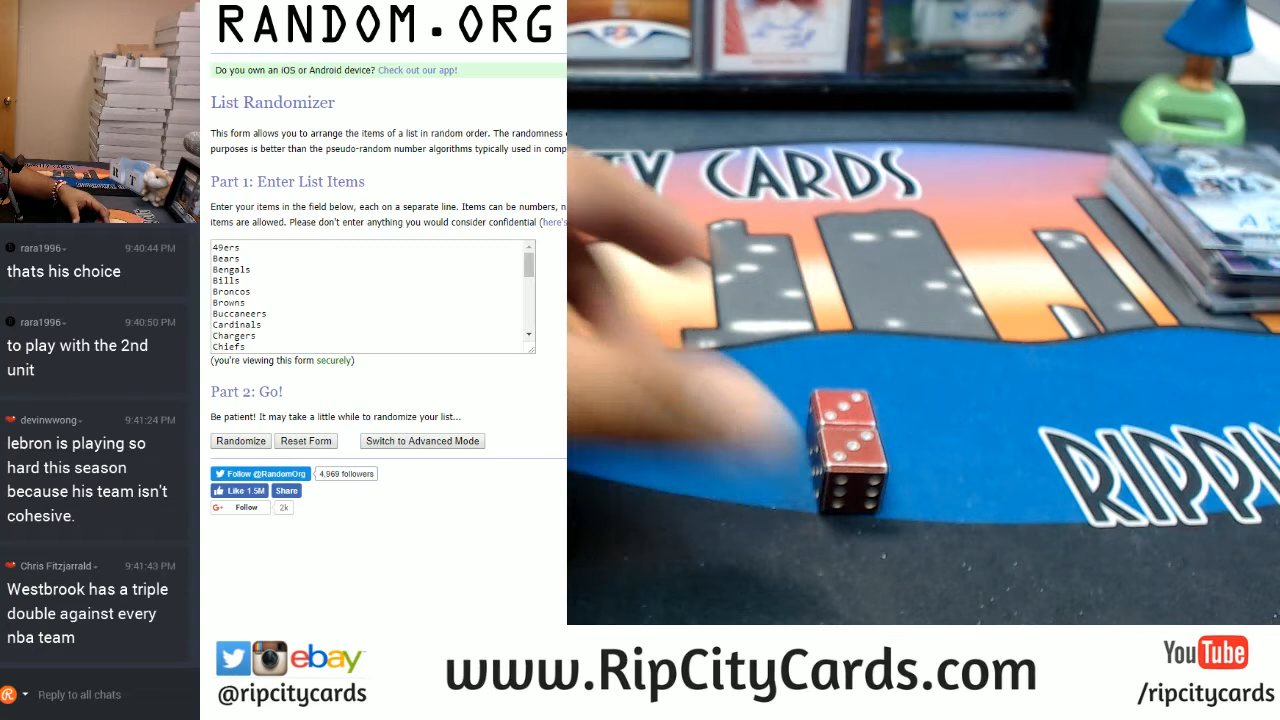 rara1996
9:40:44 PM
thats his choice
rara1996
9:40:50 PM
to play with the 2nd
unit
devinwwong
9:41:24 PM
lebron is playing so
hard this season
because his team isn't
cohesive.
Chris Fitzjarrald
9:41:43 PM
Westbrook has a triple
double against every
nba team
Reply to all chats
RANDOM.ORG
Do you own an iOS or Android device? Check out our app!
List Randomizer
This form allows you to arrange the items of a list in random order. The randomness
purposes is better than the pseudo-random number algorithms typically used in comp
Part 1: Enter List Items
Enter your items in the field below, each on a separate line. Items can be numbers, n
items are allowed. Please don't enter anything you would consider confidential (here's
49ers
Bears
Bengals
Bills
Broncos
Browns
Buccaneers
Cardinals
Chargers
Chiefs
(you're viewing this form securely)
Part 2: Go!
Be patient! It may take a little while to randomize your list...
Randomize Reset Form Switch to Advanced Mode
Follow @RandomOrg 4,969 followers
Like 1.5M Share
G+ Follow 2k
TY CARDS
RIPPI
ebay
@ripcitycards
www.RipCityCards.com
YouTube
/ripcitycards